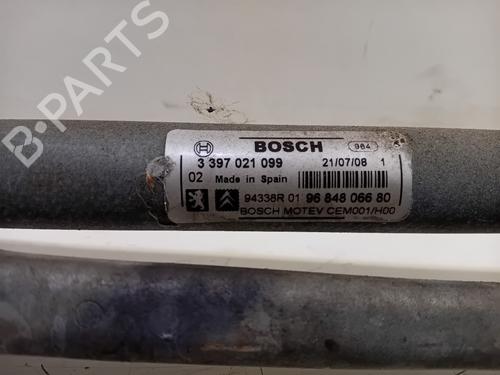 BOSCH 964
3 397 021 099 21/07/08 1
02 Made in Spain
94338R 01 96 848 066 80
BOSCH MOTEV CEM001/H00
B-PARTS